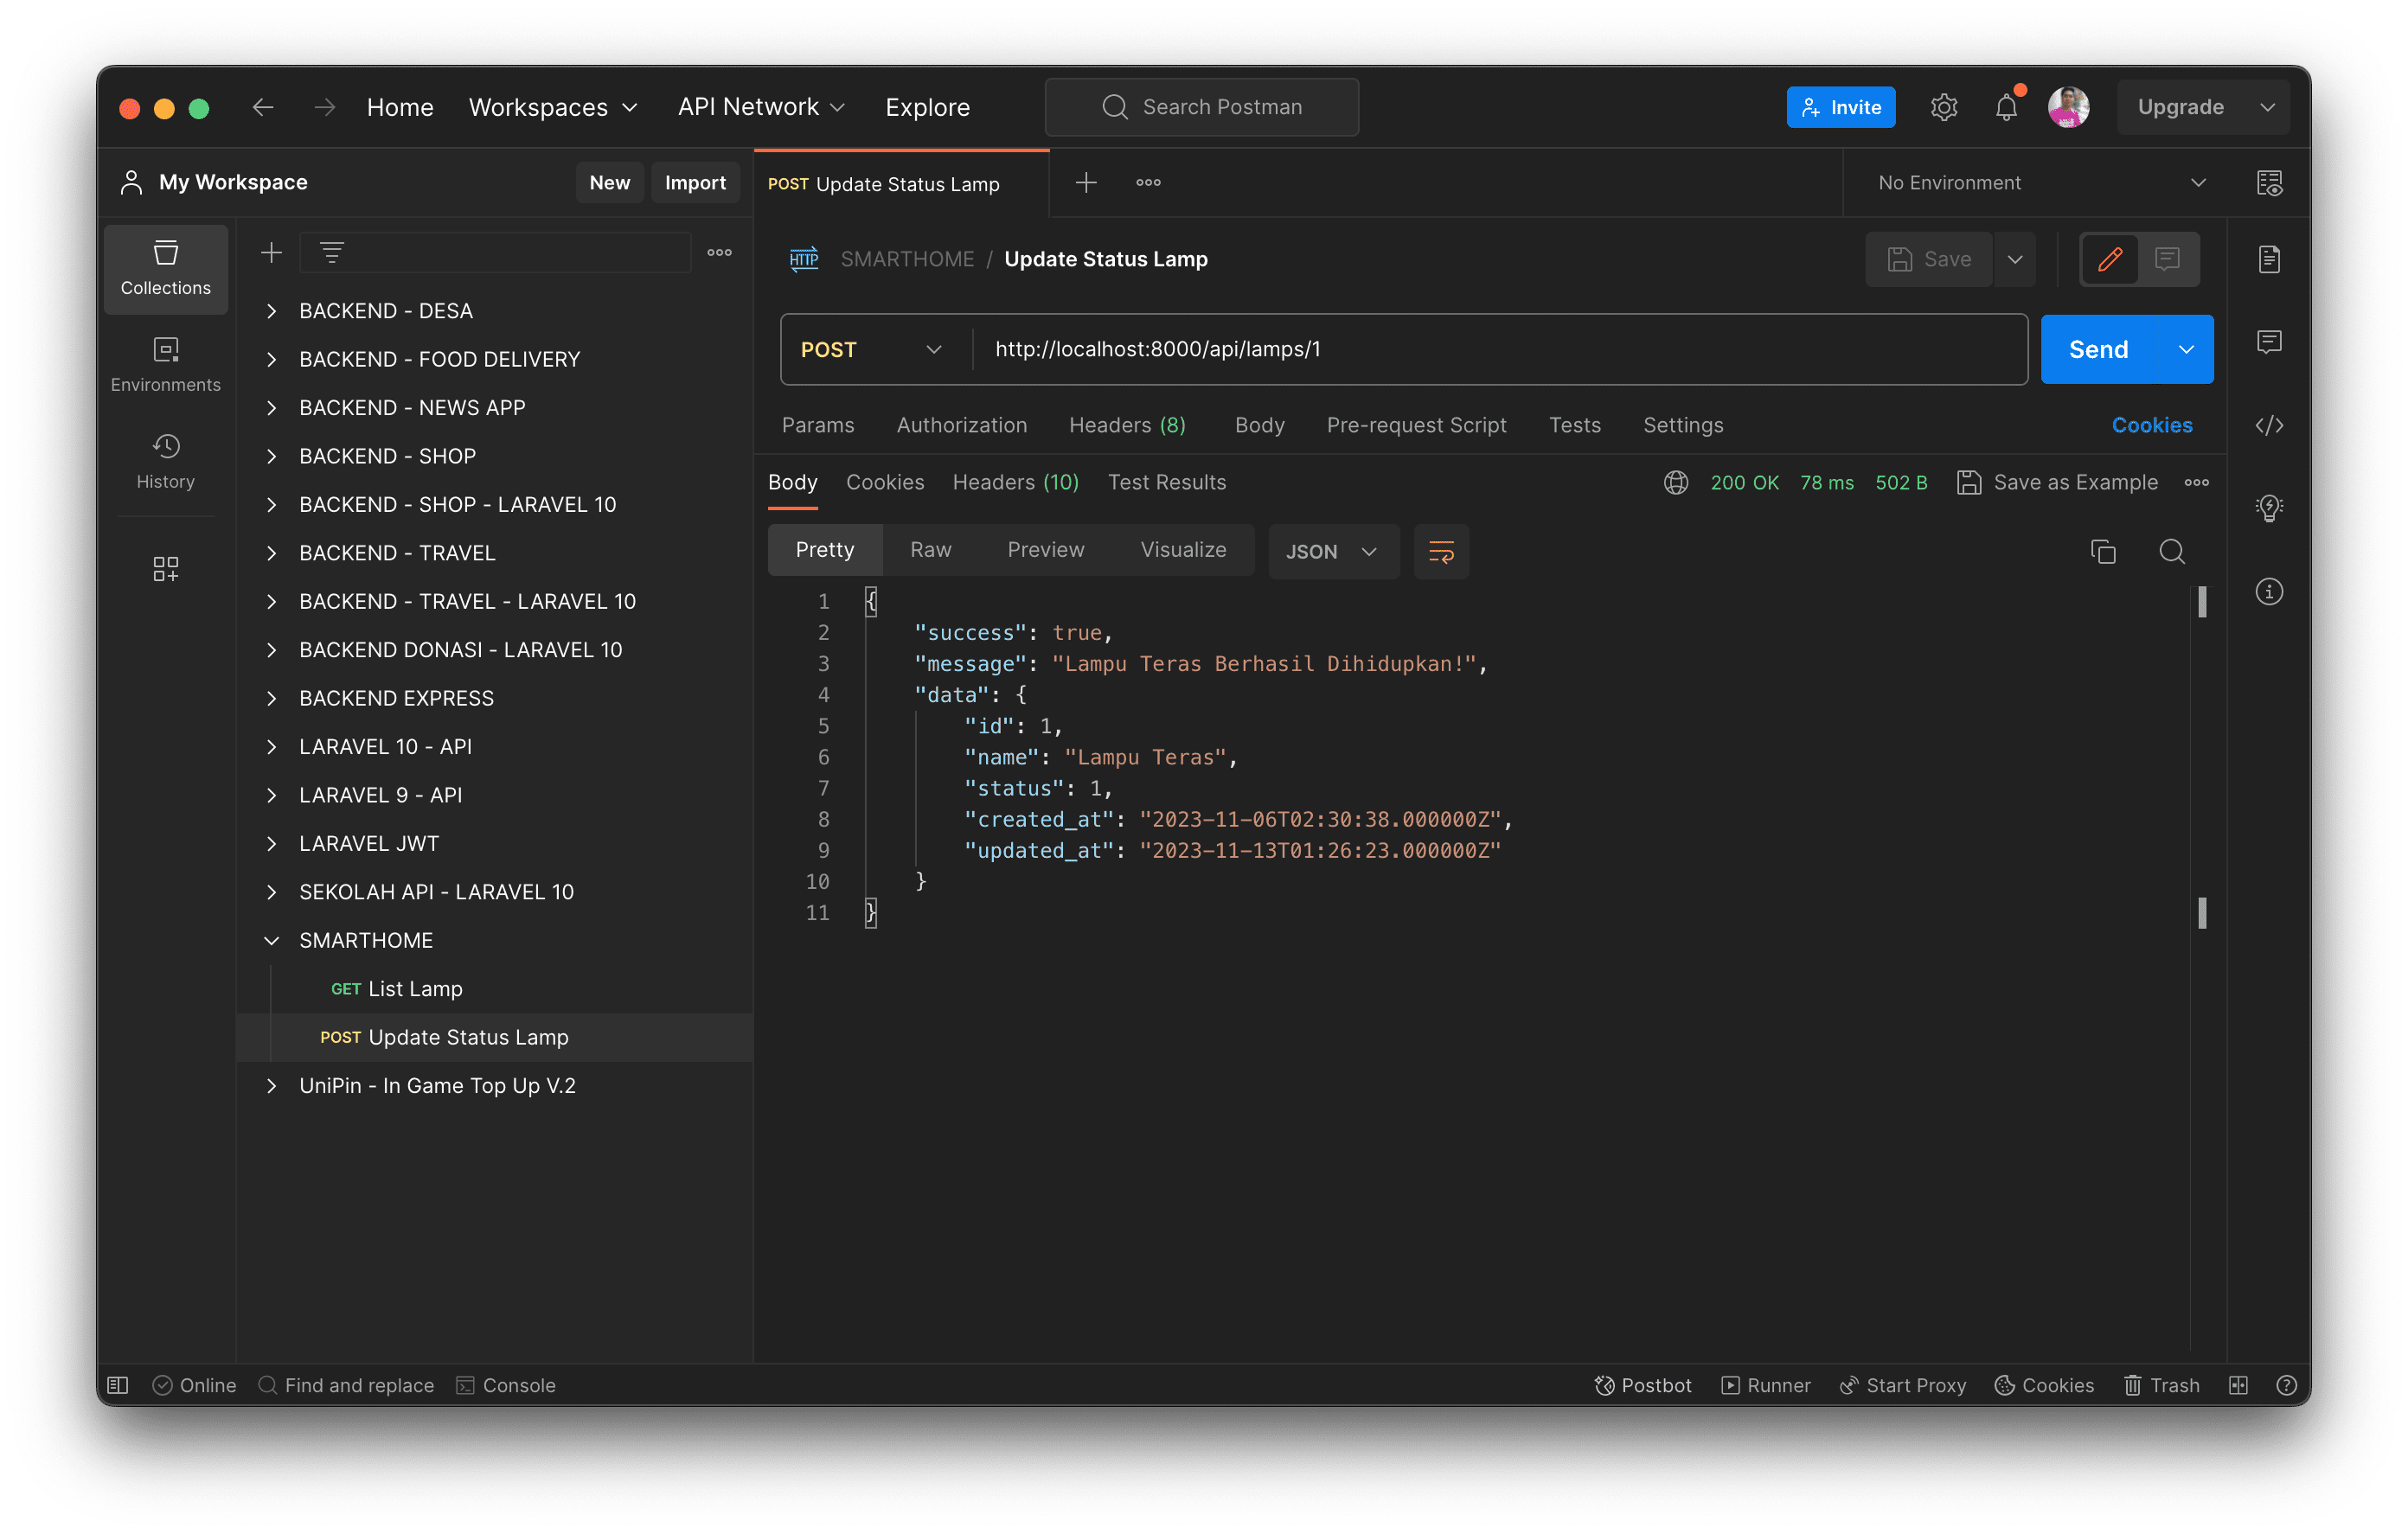 Home Workspaces API Network Explore Search Postman Invite Upgrade
My Workspace New Import
POST Update Status Lamp
No Environment
Collections
Environments
History
BACKEND - DESA
BACKEND - FOOD DELIVERY
BACKEND - NEWS APP
BACKEND - SHOP
BACKEND - SHOP - LARAVEL 10
BACKEND - TRAVEL
BACKEND - TRAVEL - LARAVEL 10
BACKEND DONASI - LARAVEL 10
BACKEND EXPRESS
LARAVEL 10 - API
LARAVEL 9 - API
LARAVEL JWT
SEKOLAH API - LARAVEL 10
SMARTHOME
GET List Lamp
POST Update Status Lamp
UniPin - In Game Top Up V.2
HTTP SMARTHOME / Update Status Lamp
Save
POST http://localhost:8000/api/lamps/1 Send
Params Authorization Headers (8) Body Pre-request Script Tests Settings Cookies
Body Cookies Headers (10) Test Results 200 OK 78 ms 502 B Save as Example
Pretty Raw Preview Visualize JSON
1 {
2 "success": true,
3 "message": "Lampu Teras Berhasil Dihidupkan!",
4 "data": {
5 "id": 1,
6 "name": "Lampu Teras",
7 "status": 1,
8 "created_at": "2023-11-06T02:30:38.000000Z",
9 "updated_at": "2023-11-13T01:26:23.000000Z"
10 }
11 }
Online Find and replace Console Postbot Runner Start Proxy Cookies Trash